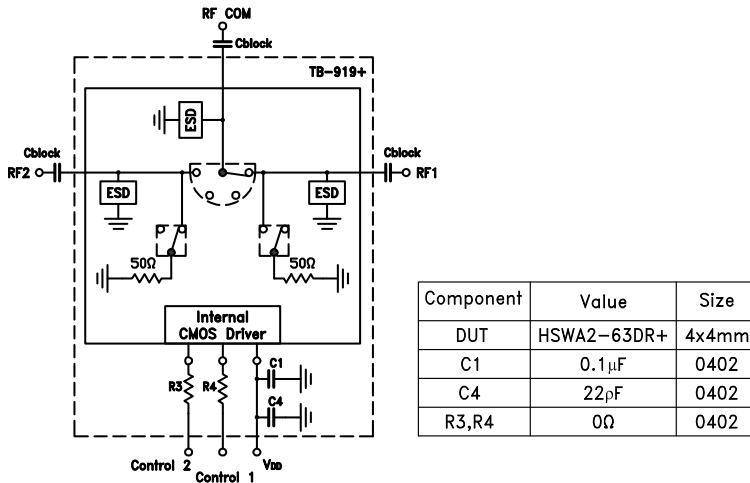 RF COM
Cblock
TB-919+
ESD
Cblock
Cblock
RF2
RF1
ESD
ESD
50Ω
50Ω
Internal
CMOS Driver
R3
R4
C1
C4
Control 2
Control 1
VDD
Component Value Size
DUT HSWA2-63DR+ 4x4mm
C1 0.1μF 0402
C4 22pF 0402
R3,R4 0Ω 0402